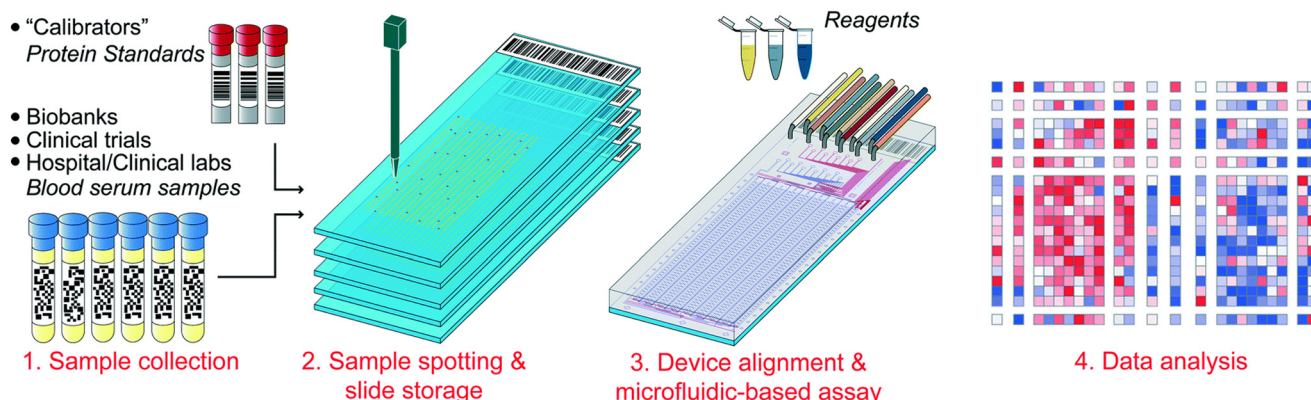 • “Calibrators”
Protein Standards
• Biobanks
• Clinical trials
• Hospital/Clinical labs
Blood serum samples
1. Sample collection
2. Sample spotting &
slide storage
Reagents
3. Device alignment &
microfluidic-based assay
4. Data analysis